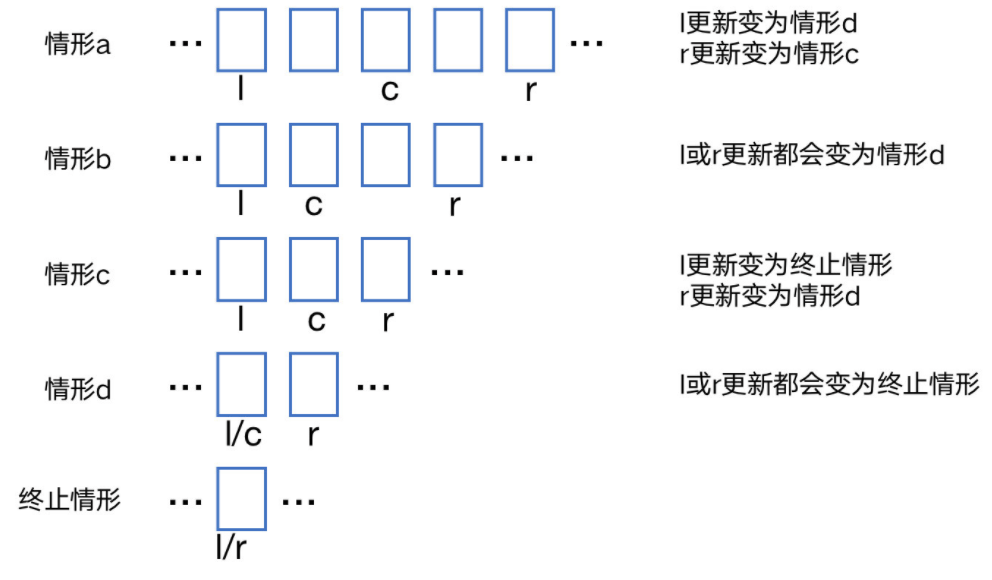 情形a ... ... l更新变为情形d
r更新变为情形c
l c r
情形b ... ... l或r更新都会变为情形d
l c r
情形c ... ... l更新变为终止情形
r更新变为情形d
l c r
情形d ... ... l或r更新都会变为终止情形
l/c r
终止情形 ... ...
l/r